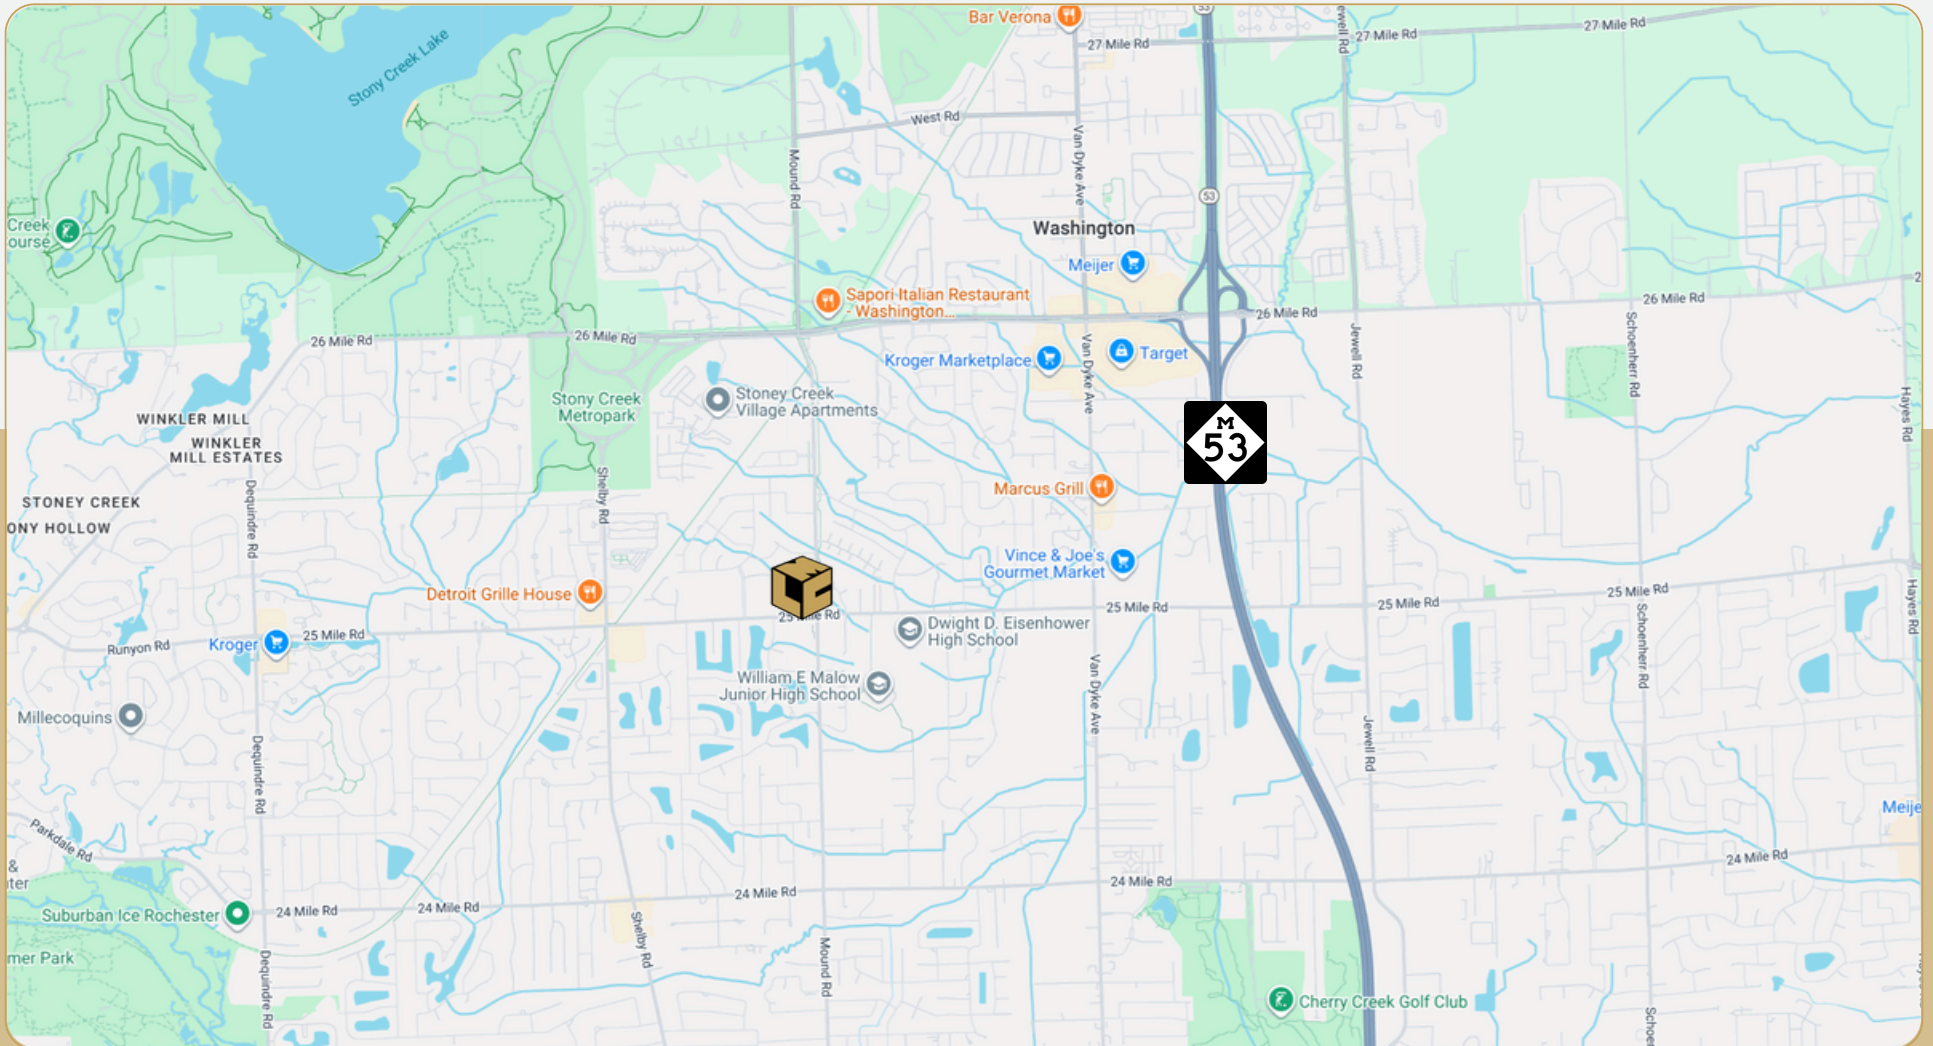 Bar Verona
53
27 Mile Rd
27 Mile Rd
27 Mile Rd
ewell Rd
Stony Creek Lake
West Rd
Van Dyke Ave
Mound Rd
53
Creek
ourse
Washington
Meijer
Sapori Italian Restaurant
- Washington...
26 Mile Rd
26 Mile Rd
2
26 Mile Rd
26 Mile Rd
Kroger Marketplace
Target
Van Dyke Ave
Jewell Rd
Schoenherr Rd
Hayes Rd
Stony Creek
Metropark
Stoney Creek
Village Apartments
WINKLER MILL
WINKLER
MILL ESTATES
M
53
STONEY CREEK
ONY HOLLOW
Dequindre Rd
Shelby Rd
Marcus Grill
Vince & Joe's
Gourmet Market
Detroit Grille House
25 Mile Rd
25 Mile Rd
25 Mile Rd
25 Mile Rd
Schoenherr Rd
Hayes Rd
Dwight D. Eisenhower
High School
Runyon Rd
Kroger
25 Mile Rd
William E Malow
Junior High School
Van Dyke Ave
Millecoquins
Dequindre Rd
Jewell Rd
Meije
Parkdale Rd
&
ter
24 Mile Rd
24 Mile Rd
24 Mile Rd
24 Mile Rd
24 Mile Rd
Suburban Ice Rochester
Shelby Rd
Mound Rd
Dequindre Rd
mer Park
Cherry Creek Golf Club
Schoe